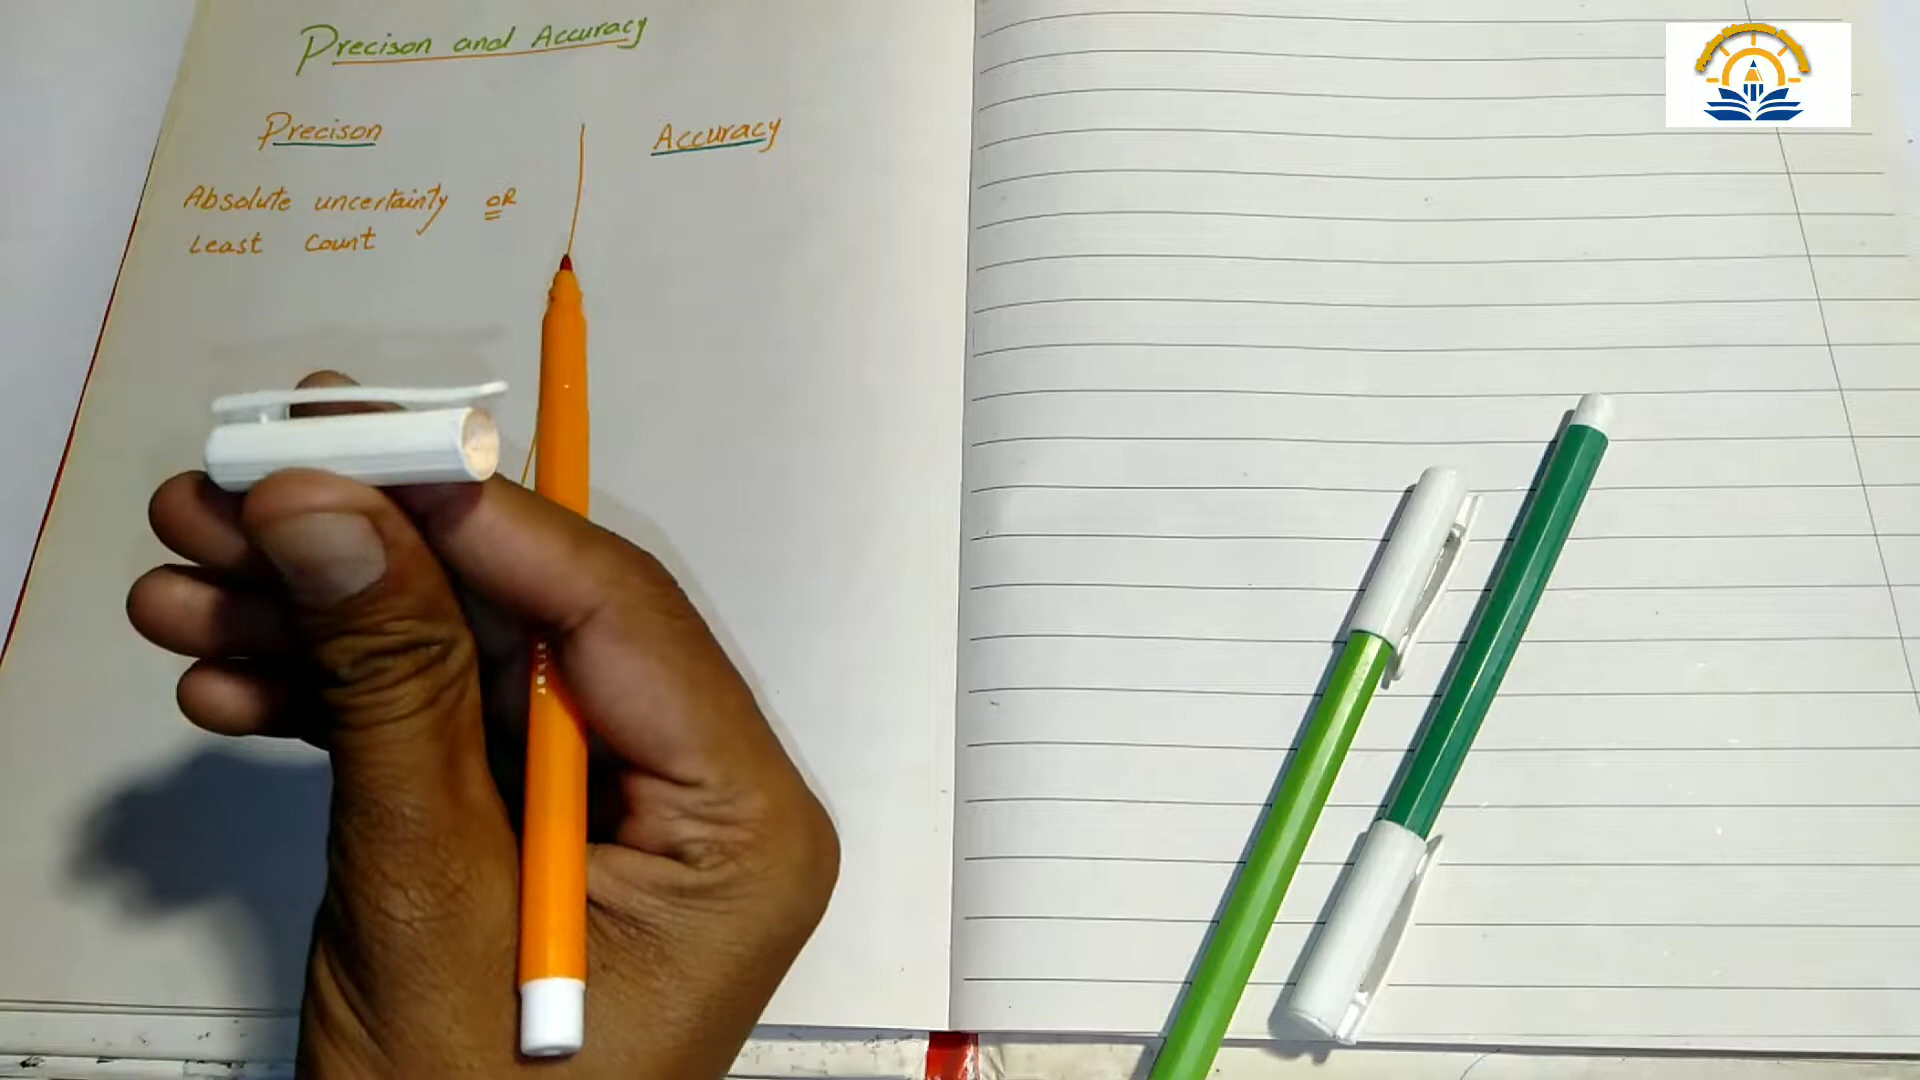 Precison and Accuracy
Precison
Accuracy
Absolute uncertainty OR
Least Count